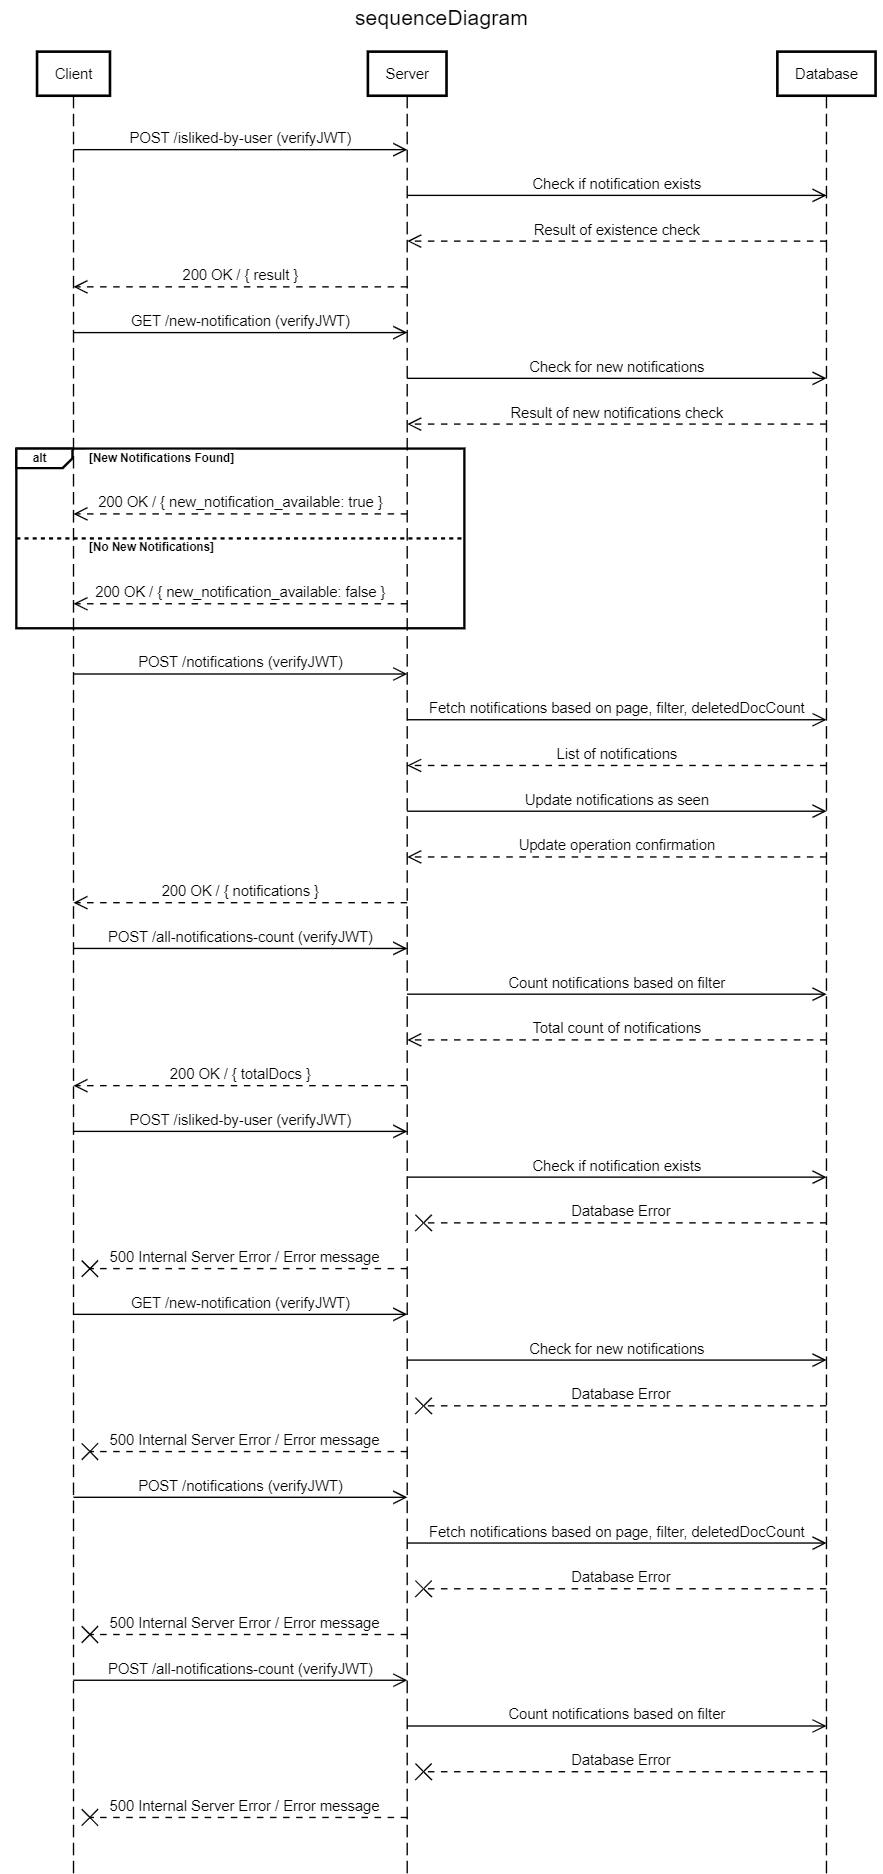 sequenceDiagram
Client
Server
Database
POST /isliked-by-user (verifyJWT)
Check if notification exists
Result of existence check
200 OK / { result }
GET /new-notification (verifyJWT)
Check for new notifications
Result of new notifications check
alt
[New Notifications Found]
200 OK / { new_notification_available: true }
[No New Notifications]
200 OK / { new_notification_available: false }
POST /notifications (verifyJWT)
Fetch notifications based on page, filter, deletedDocCount
List of notifications
Update notifications as seen
Update operation confirmation
200 OK / { notifications }
POST /all-notifications-count (verifyJWT)
Count notifications based on filter
Total count of notifications
200 OK / { totalDocs }
POST /isliked-by-user (verifyJWT)
Check if notification exists
Database Error
500 Internal Server Error / Error message
GET /new-notification (verifyJWT)
Check for new notifications
Database Error
500 Internal Server Error / Error message
POST /notifications (verifyJWT)
Fetch notifications based on page, filter, deletedDocCount
Database Error
500 Internal Server Error / Error message
POST /all-notifications-count (verifyJWT)
Count notifications based on filter
Database Error
500 Internal Server Error / Error message